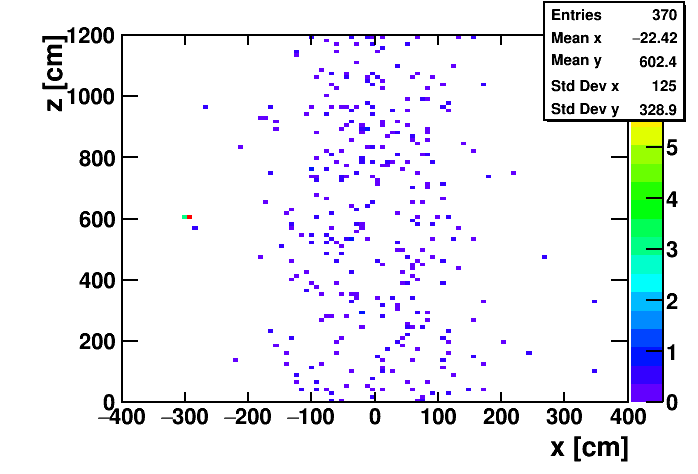 Entries 370
Mean x −22.42
Mean y 602.4
Std Dev x 125
Std Dev y 328.9
z [cm]
1200
1000
800
600
400
200
0
−400 −300 −200 −100 0 100 200 300 400
x [cm]
5
4
3
2
1
0